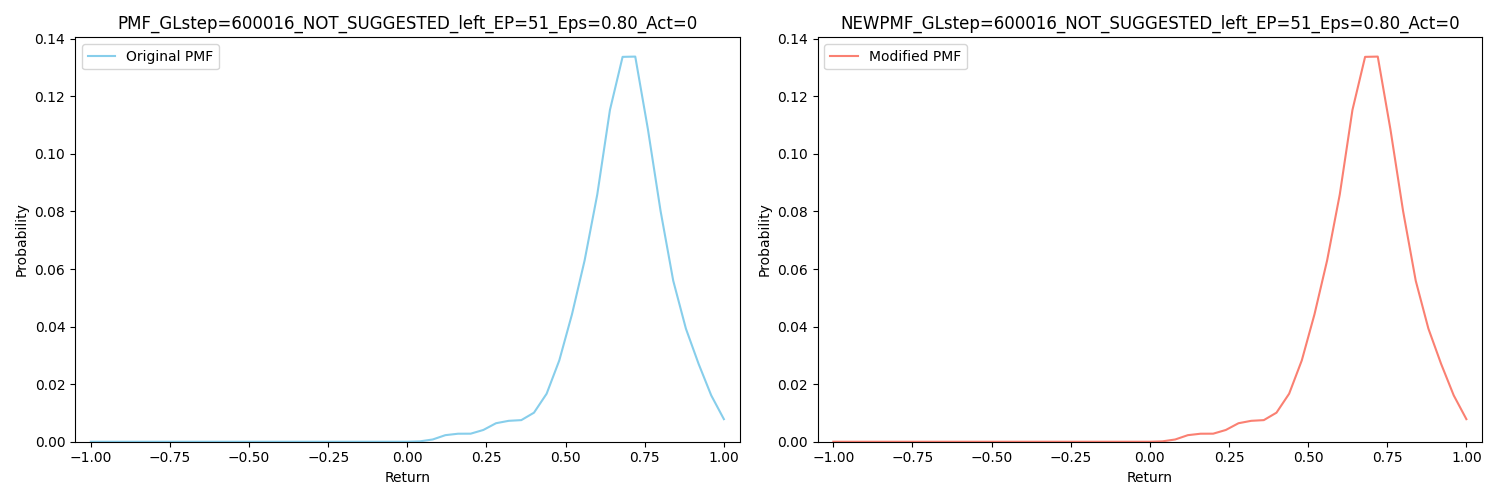 PMF_GLstep=600016_NOT_SUGGESTED_left_EP=51_Eps=0.80_Act=0
Original PMF
Probability
0.14
0.12
0.10
0.08
0.06
0.04
0.02
0.00
−1.00 −0.75 −0.50 −0.25 0.00 0.25 0.50 0.75 1.00
Return
NEWPMF_GLstep=600016_NOT_SUGGESTED_left_EP=51_Eps=0.80_Act=0
Modified PMF
Probability
0.14
0.12
0.10
0.08
0.06
0.04
0.02
0.00
−1.00 −0.75 −0.50 −0.25 0.00 0.25 0.50 0.75 1.00
Return